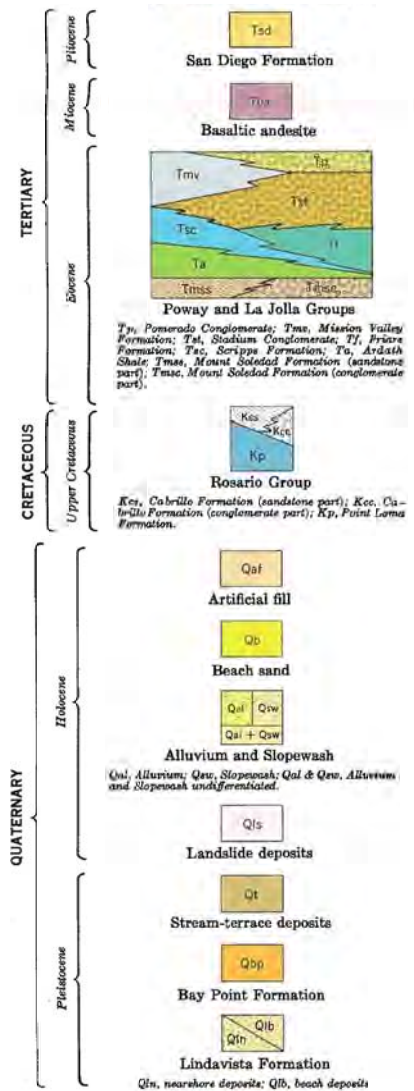 TERTIARY
Pliocene
Tsd
San Diego Formation
Miocene
Basaltic andesite
Eocene
Tp
Tmv
Tst
Tsc
Tf
Ta
Tmss
Tmsc
Poway and La Jolla Groups
Tp, Pomerado Conglomerate; Tmv, Mission Valley
Formation; Tst, Stadium Conglomerate; Tf, Friars
Formation; Tsc, Scripps Formation; Ta, Ardath
Shale; Tmss, Mount Soledad Formation (sandstone
part); Tmsc, Mount Soledad Formation (conglomerate
part).
CRETACEOUS
Upper Cretaceous
Kcs
Kcc
Kp
Rosario Group
Kcs, Cabrillo Formation (sandstone part); Kcc, Ca-
brillo Formation (conglomerate part); Kp, Point Loma
Formation.
QUATERNARY
Holocene
Qaf
Artificial fill
Qb
Beach sand
Qal Qsw
Qal + Qsw
Alluvium and Slopewash
Qal, Alluvium; Qsw, Slopewash; Qal & Qsw, Alluvium
and Slopewash undifferentiated.
Qls
Landslide deposits
Pleistocene
Qt
Stream-terrace deposits
Qbp
Bay Point Formation
Qlb
Qln
Lindavista Formation
Qln, nearshore deposits; Qlb, beach deposits